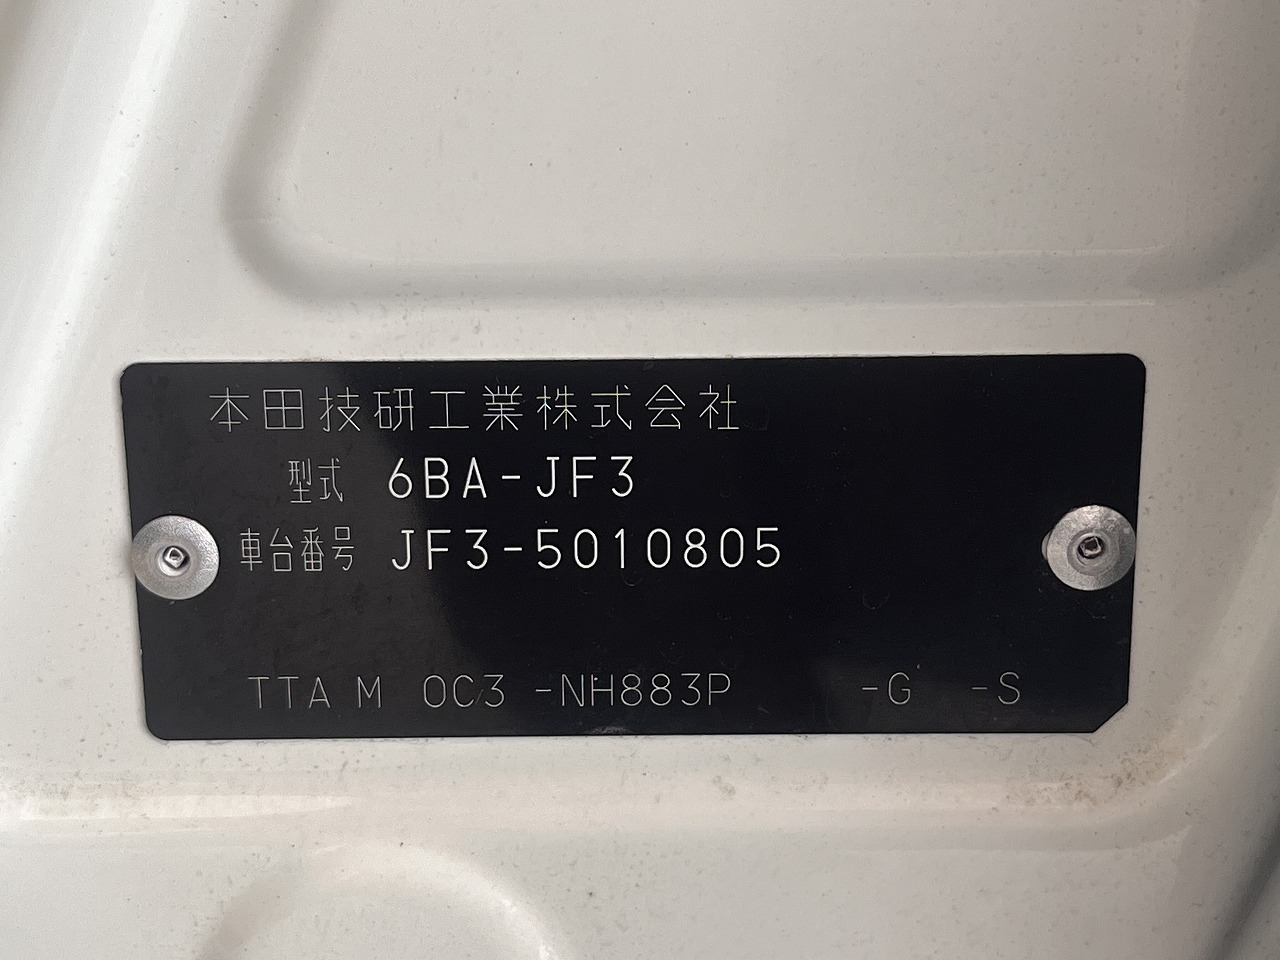 本田技研工業株式会社
型式 6BA-JF3
車台番号 JF3-5010805
TTA M 0C3 -NH883P -G -S